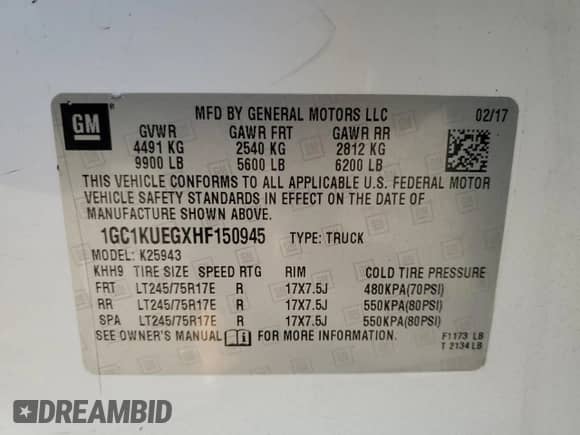 GM
MFD BY GENERAL MOTORS LLC 02/17
GVWR GAWR FRT GAWR RR
4491 KG 2540 KG 2812 KG
9900 LB 5600 LB 6200 LB
THIS VEHICLE CONFORMS TO ALL APPLICABLE U.S. FEDERAL MOTOR
VEHICLE SAFETY STANDARDS IN EFFECT ON THE DATE OF
MANUFACTURE SHOWN ABOVE.
1GC1KUEGXHF150945 TYPE: TRUCK
MODEL: K25943
KHH9 TIRE SIZE SPEED RTG RIM COLD TIRE PRESSURE
FRT LT245/75R17E R 17X7.5J 480KPA(70PSI)
RR LT245/75R17E R 17X7.5J 550KPA(80PSI)
SPA LT245/75R17E R 17X7.5J 550KPA(80PSI)
SEE OWNER'S MANUAL FOR MORE INFORMATION.
F1173 LB
T 2134 LB
DREAMBID